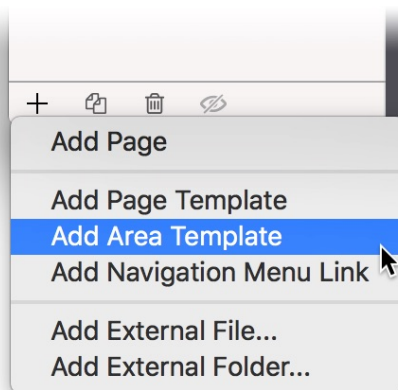 Add Page
Add Page Template
Add Area Template
Add Navigation Menu Link
Add External File...
Add External Folder...